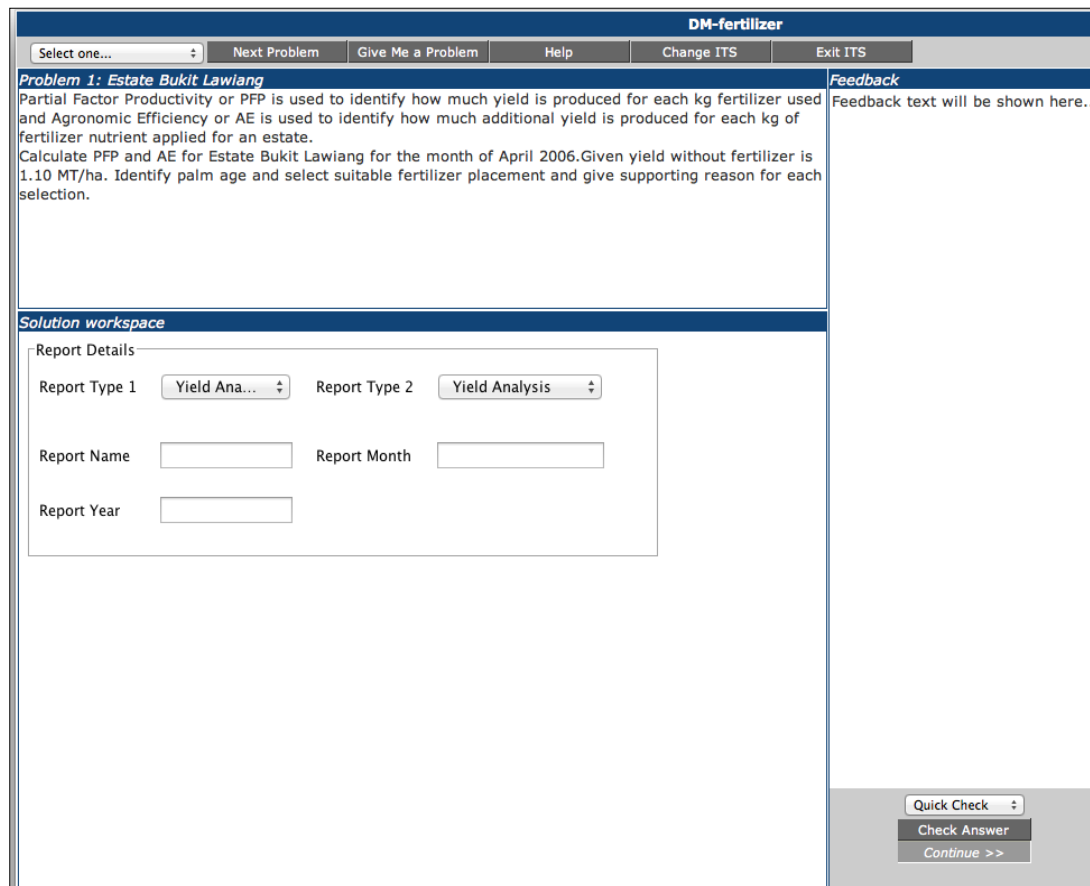 DM-fertilizer
Select one...
Next Problem
Give Me a Problem
Help
Change ITS
Exit ITS
Problem 1: Estate Bukit Lawiang
Partial Factor Productivity or PFP is used to identify how much yield is produced for each kg fertilizer used
and Agronomic Efficiency or AE is used to identify how much additional yield is produced for each kg of
fertilizer nutrient applied for an estate.
Calculate PFP and AE for Estate Bukit Lawiang for the month of April 2006.Given yield without fertilizer is
1.10 MT/ha. Identify palm age and select suitable fertilizer placement and give supporting reason for each
selection.
Feedback
Feedback text will be shown here..
Solution workspace
Report Details
Report Type 1
Yield Ana...
Report Type 2
Yield Analysis
Report Name
Report Month
Report Year
Quick Check
Check Answer
Continue >>